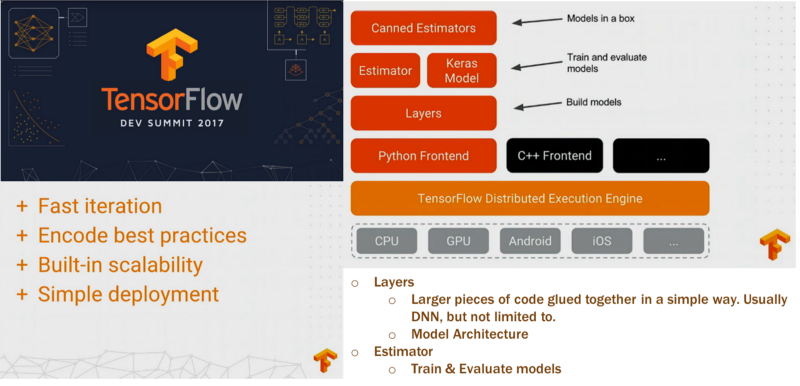 TensorFlow
DEV SUMMIT 2017
+ Fast iteration
+ Encode best practices
+ Built-in scalability
+ Simple deployment
Canned Estimators
Models in a box
Estimator
Keras
Model
Train and evaluate
models
Layers
Build models
Python Frontend
C++ Frontend
...
TensorFlow Distributed Execution Engine
CPU
GPU
Android
iOS
...
○ Layers
○ Larger pieces of code glued together in a simple way. Usually
DNN, but not limited to.
○ Model Architecture
○ Estimator
○ Train & Evaluate models